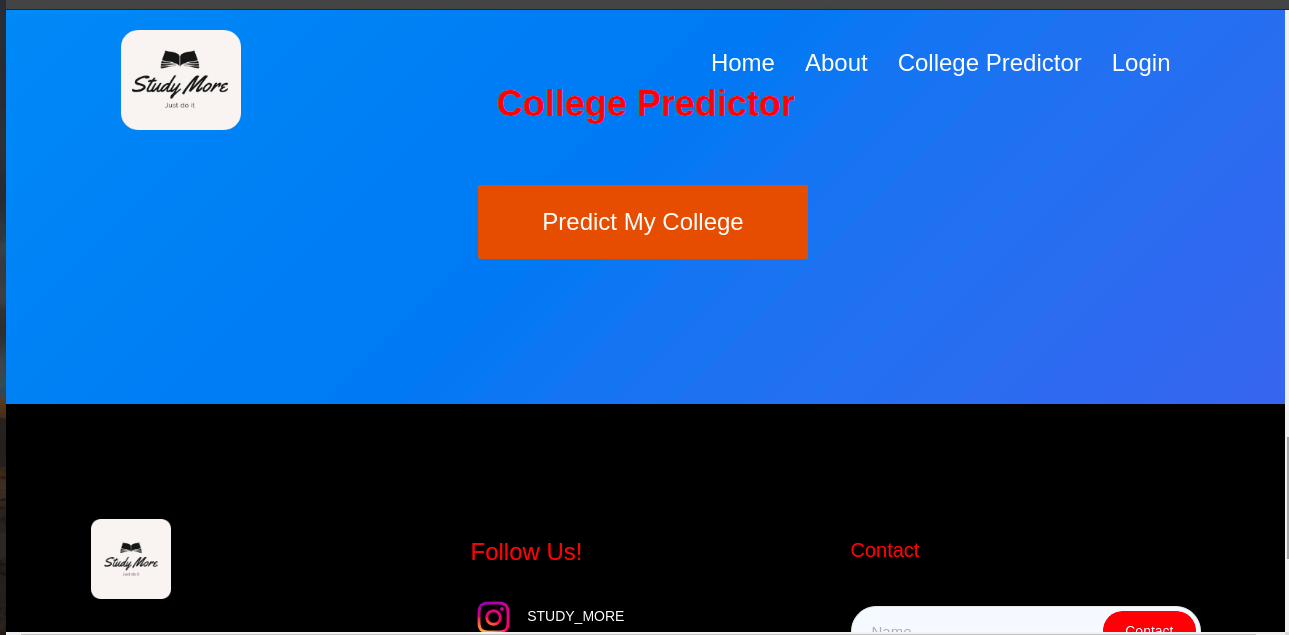 Study More
Just do it
Home About College Predictor Login
College Predictor
Predict My College
Study More
Just do it
Follow Us!
Contact
STUDY_MORE
Name
Contact